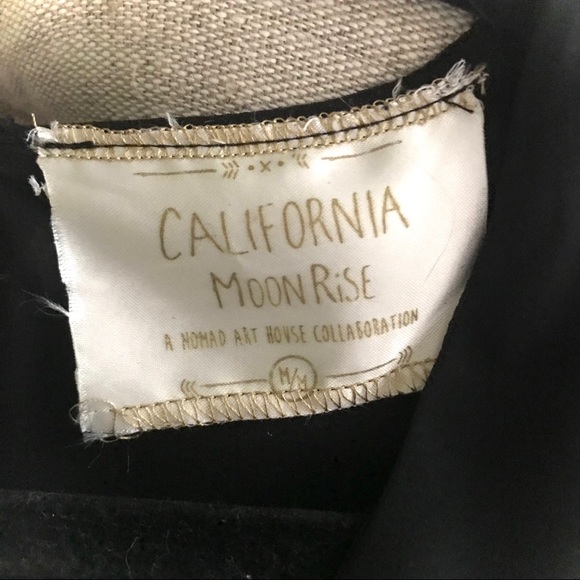 CALIFORNIA
MOONRiSE
A NOMAD ART HOUSE COLLABORATION
M/M